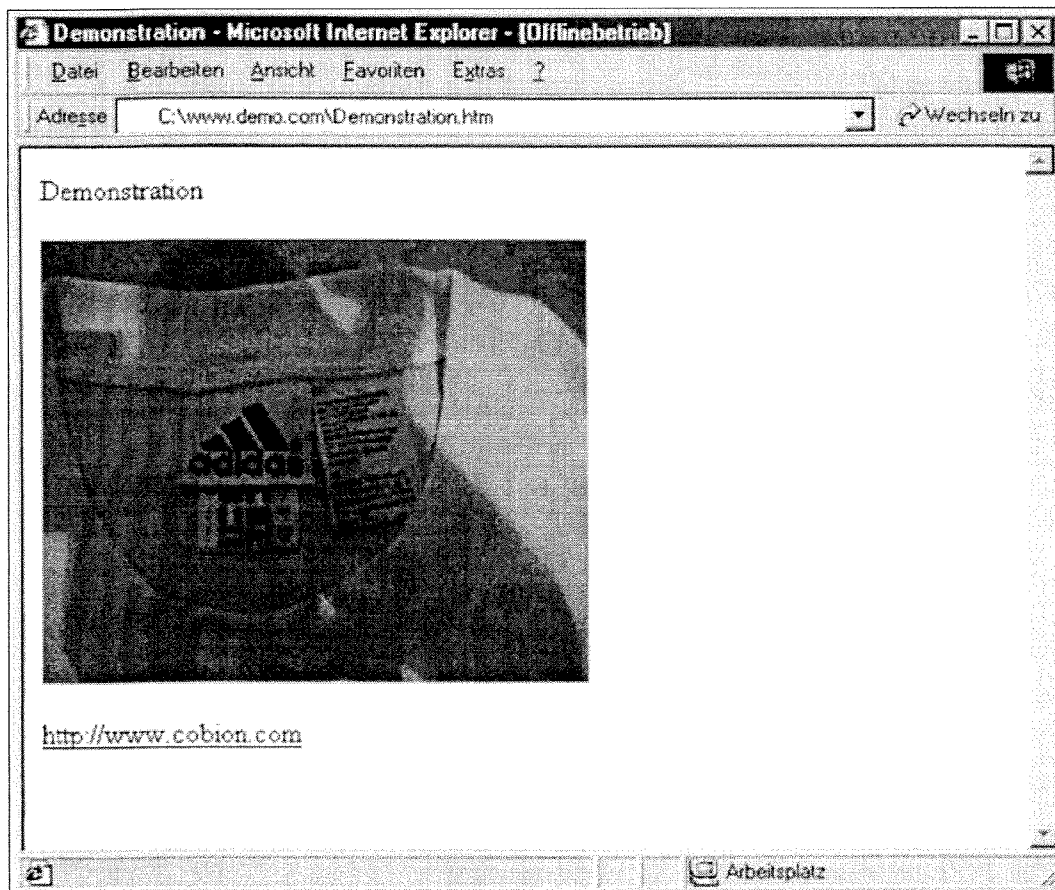 Demonstration - Microsoft Internet Explorer - [Offlinebetrieb]
Datei Bearbeiten Ansicht Favoriten Extras ?
Adresse C:\www.demo.com\Demonstration.htm Wechseln zu
Demonstration
adidas
http://www.cobion.com
Arbeitsplatz